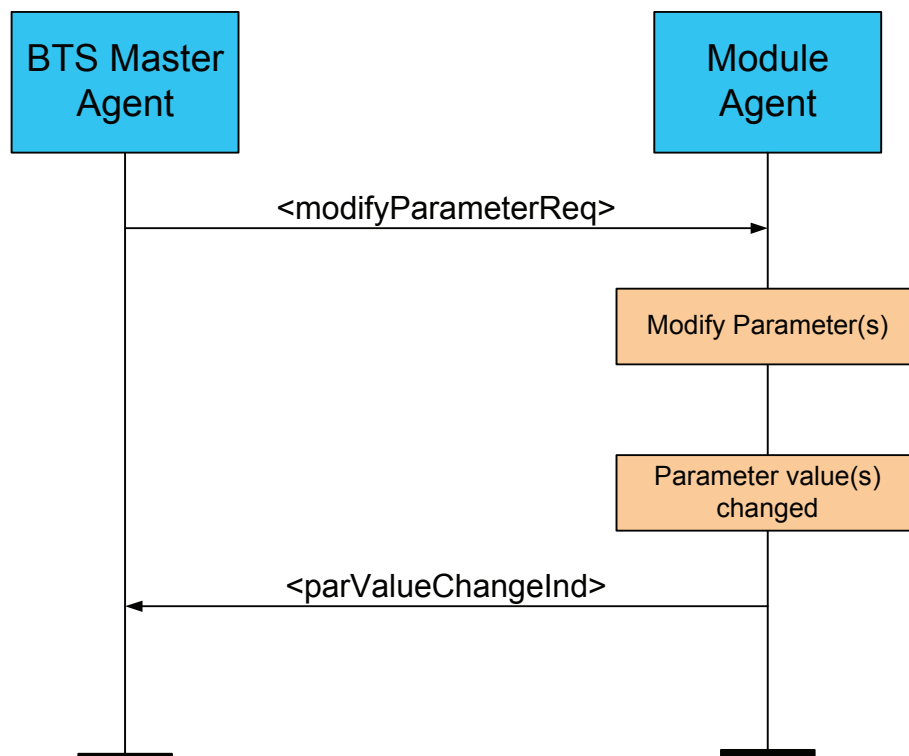 BTS Master
Agent
Module
Agent
<modifyParameterReq>
Modify Parameter(s)
Parameter value(s)
changed
<parValueChangeInd>